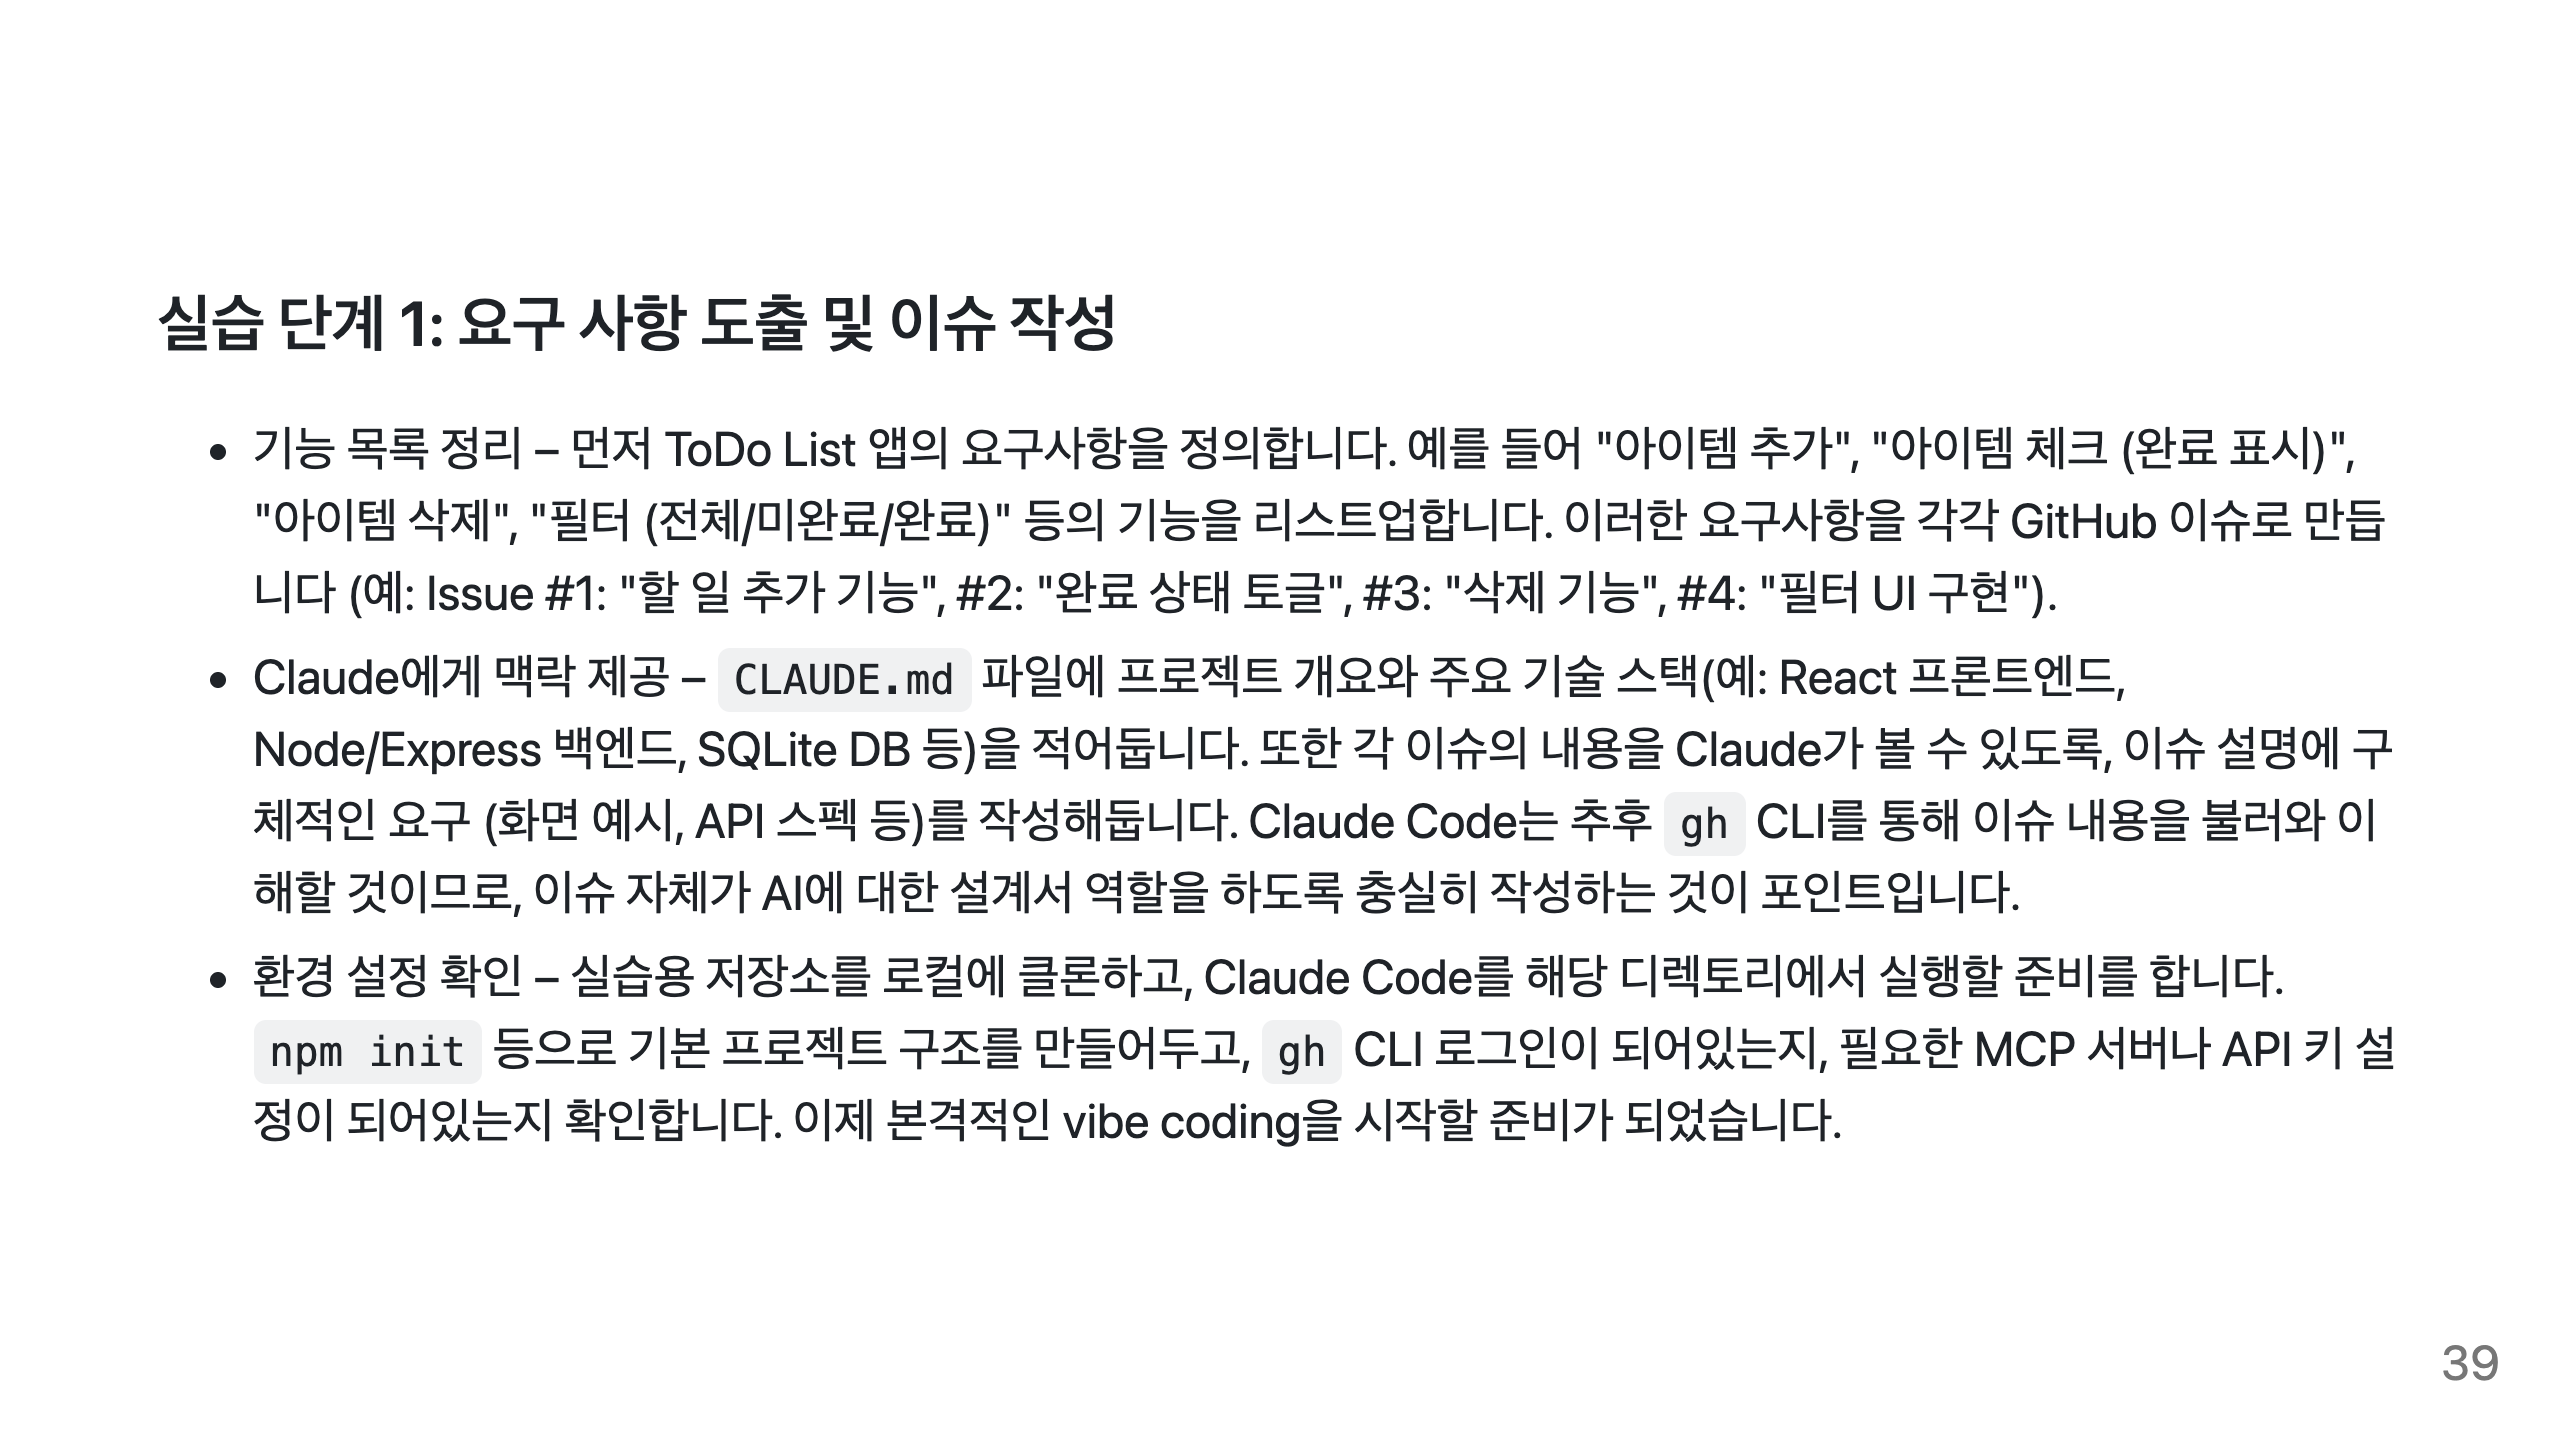 실습 단계 1: 요구 사항 도출 및 이슈 작성
• 기능 목록 정리 – 먼저 ToDo List 앱의 요구사항을 정의합니다. 예를 들어 "아이템 추가", "아이템 체크 (완료 표시)",
"아이템 삭제", "필터 (전체/미완료/완료)" 등의 기능을 리스트업합니다. 이러한 요구사항을 각각 GitHub 이슈로 만듭
니다 (예: Issue #1: "할 일 추가 기능", #2: "완료 상태 토글", #3: "삭제 기능", #4: "필터 UI 구현").
• Claude에게 맥락 제공 – CLAUDE.md 파일에 프로젝트 개요와 주요 기술 스택(예: React 프론트엔드,
Node/Express 백엔드, SQLite DB 등)을 적어둡니다. 또한 각 이슈의 내용을 Claude가 볼 수 있도록, 이슈 설명에 구
체적인 요구 (화면 예시, API 스펙 등)를 작성해둡니다. Claude Code는 추후 gh CLI를 통해 이슈 내용을 불러와 이
해할 것이므로, 이슈 자체가 AI에 대한 설계서 역할을 하도록 충실히 작성하는 것이 포인트입니다.
• 환경 설정 확인 – 실습용 저장소를 로컬에 클론하고, Claude Code를 해당 디렉토리에서 실행할 준비를 합니다.
npm init 등으로 기본 프로젝트 구조를 만들어두고, gh CLI 로그인이 되어있는지, 필요한 MCP 서버나 API 키 설
정이 되어있는지 확인합니다. 이제 본격적인 vibe coding을 시작할 준비가 되었습니다.
39